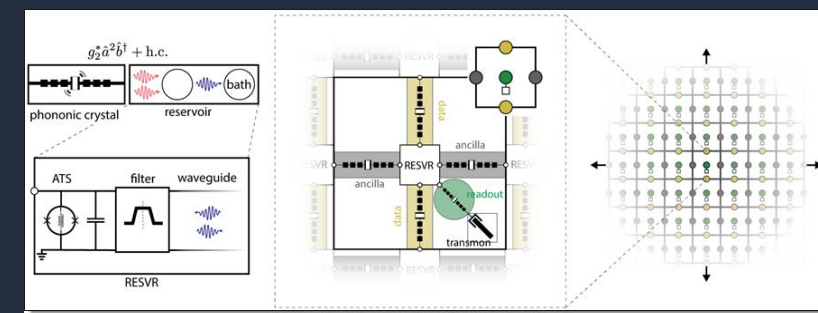 g₂*â²b̂† + h.c.
phononic crystal
reservoir
bath
ATS
filter
waveguide
RESVR
data
ancilla
RESVR
ancilla
readout
data
transmon